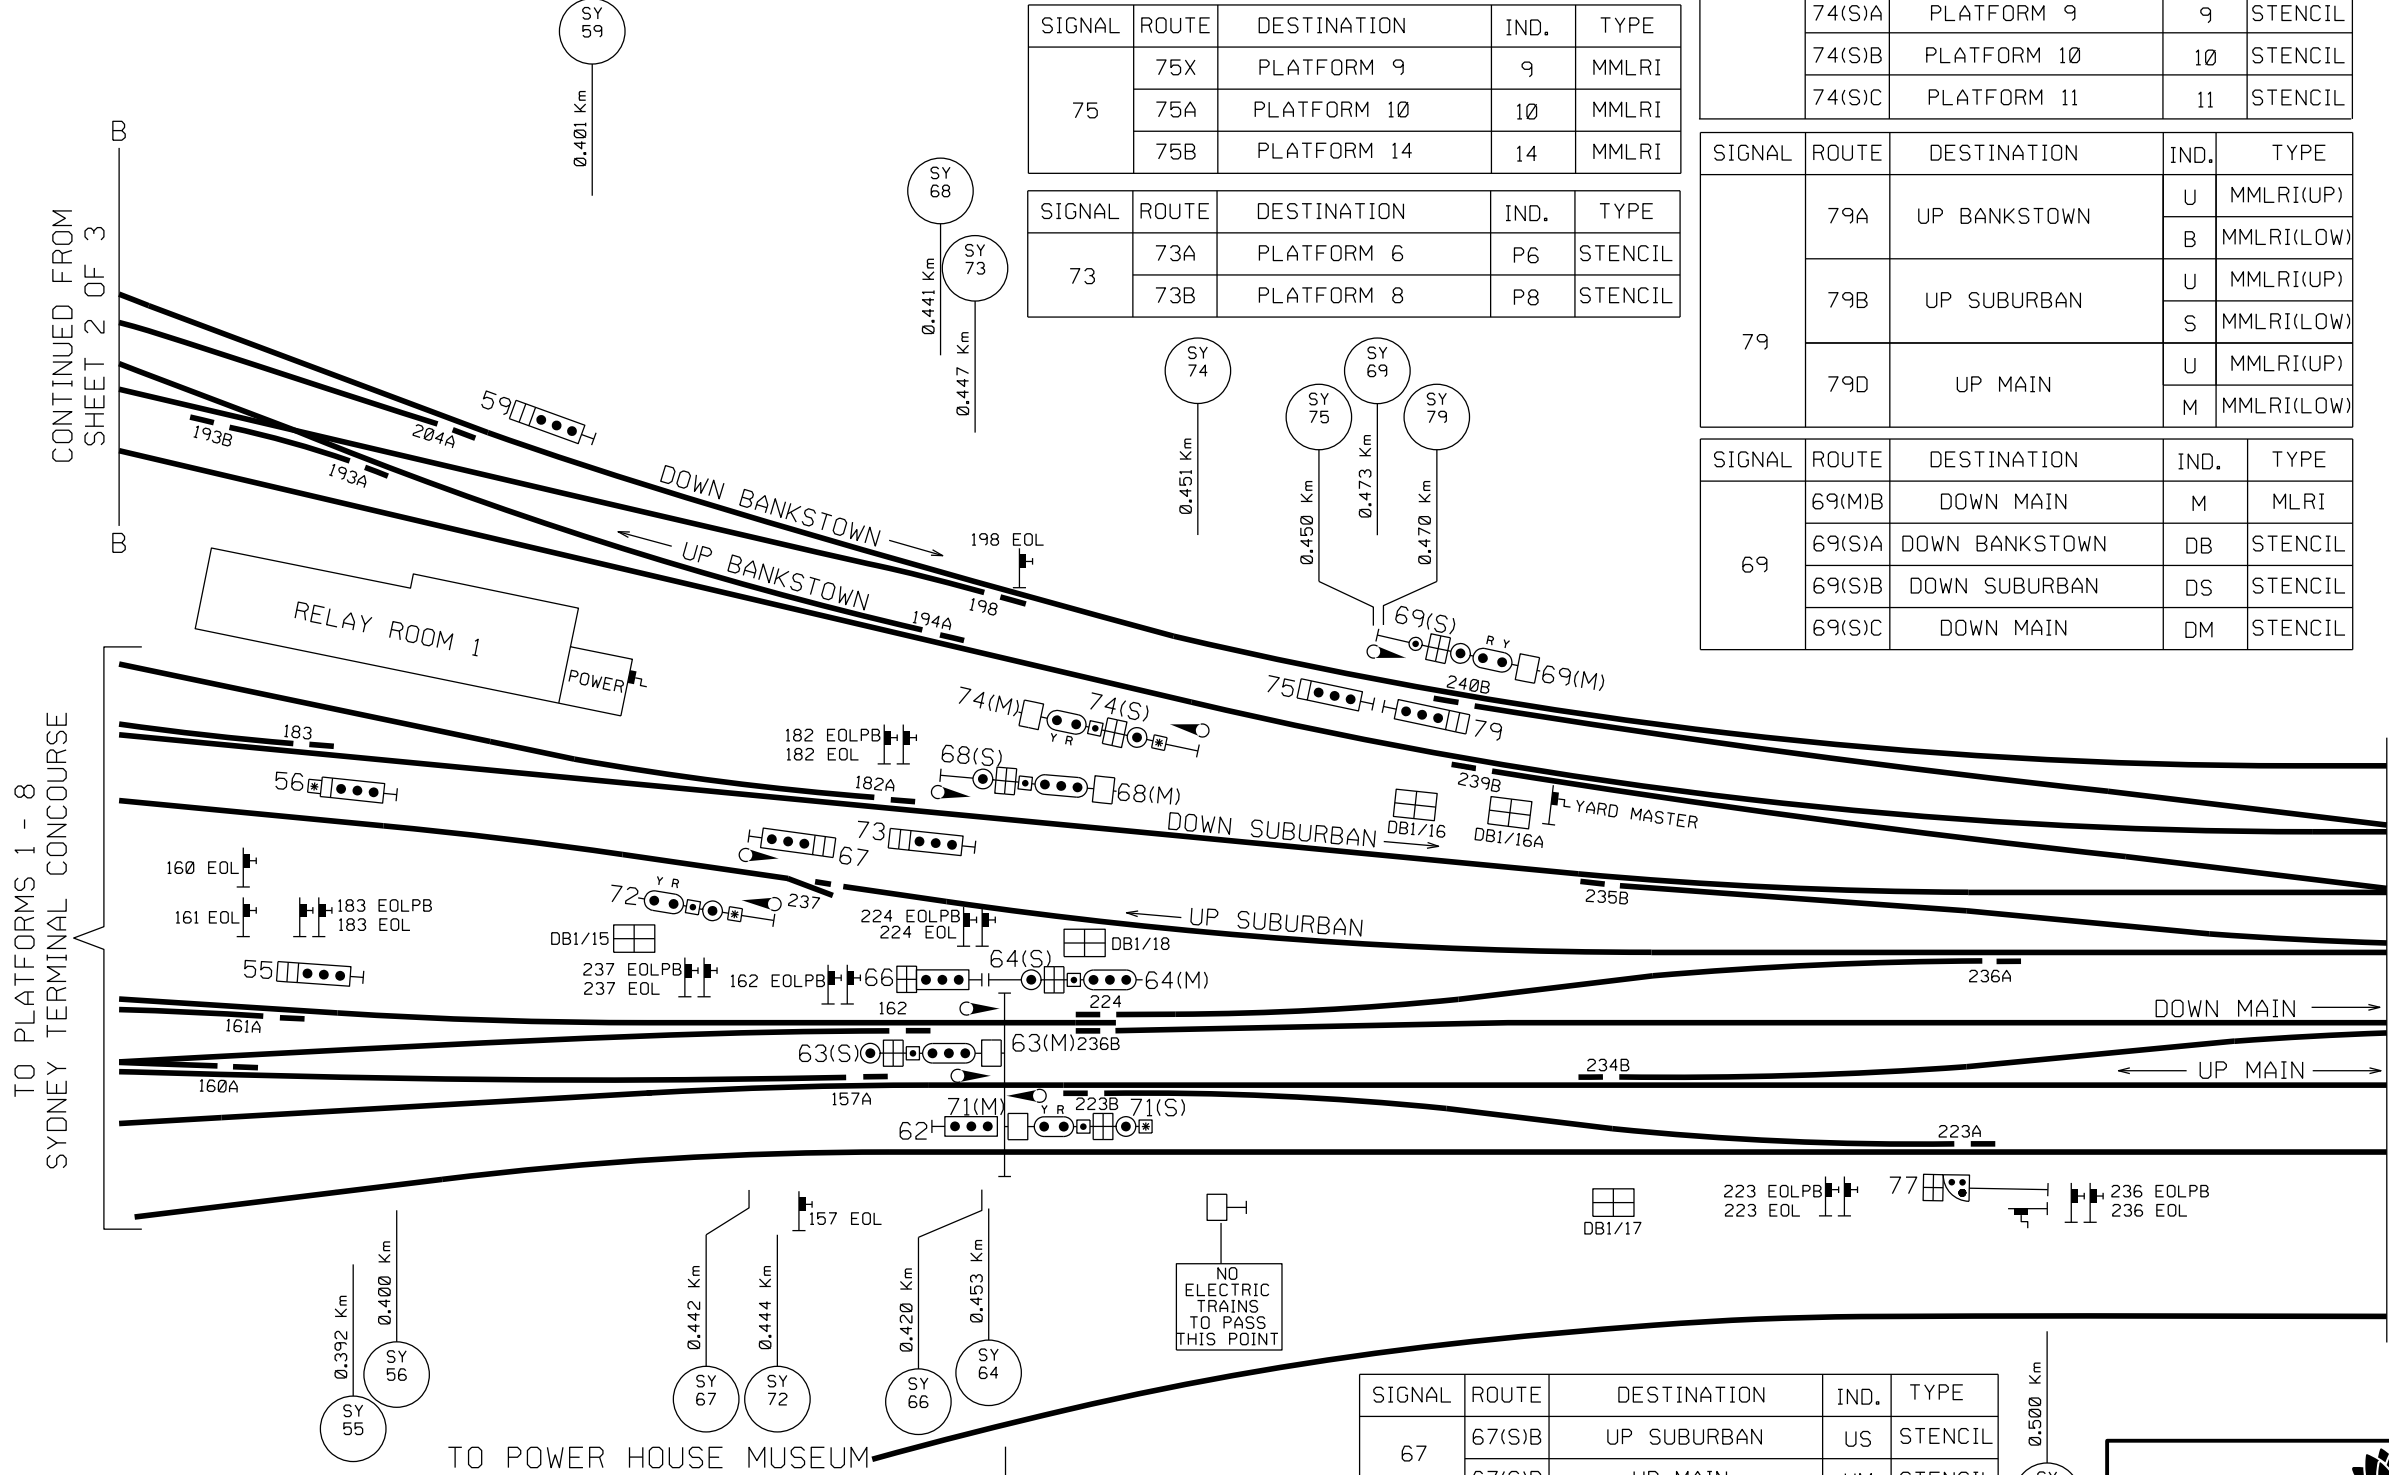 SY
59
0.401 Km
B
CONTINUED FROM
SHEET 2 OF 3
B
SY
68
0.441 Km
SY
73
0.447 Km
SIGNAL ROUTE DESTINATION IND. TYPE
75
75X PLATFORM 9 9 MMLRI
75A PLATFORM 10 10 MMLRI
75B PLATFORM 14 14 MMLRI
SIGNAL ROUTE DESTINATION IND. TYPE
73
73A PLATFORM 6 P6 STENCIL
73B PLATFORM 8 P8 STENCIL
74(S)A PLATFORM 9 9 STENCIL
74(S)B PLATFORM 10 10 STENCIL
74(S)C PLATFORM 11 11 STENCIL
SIGNAL ROUTE DESTINATION IND. TYPE
79
79A UP BANKSTOWN
U MMLRI(UP)
B MMLRI(LOW)
79B UP SUBURBAN
U MMLRI(UP)
S MMLRI(LOW)
79D UP MAIN
U MMLRI(UP)
M MMLRI(LOW)
SIGNAL ROUTE DESTINATION IND. TYPE
69
69(M)B DOWN MAIN M MLRI
69(S)A DOWN BANKSTOWN DB STENCIL
69(S)B DOWN SUBURBAN DS STENCIL
69(S)C DOWN MAIN DM STENCIL
SY
74
0.451 Km
SY
75
0.450 Km
SY
69
0.473 Km
SY
79
0.470 Km
59
193B
204A
193A
DOWN BANKSTOWN
UP BANKSTOWN
198 EOL
198
194A
RELAY ROOM 1
POWER
69(S)
R Y
69(M)
240B
75
79
74(M)
Y R
74(S)
182 EOLPB
182 EOL
68(S)
68(M)
183
56
182A
239B
DB1/16
DB1/16A
YARD MASTER
DOWN SUBURBAN
73
67
TO PLATFORMS 1 - 8
SYDNEY TERMINAL CONCOURSE
160 EOL
161 EOL
183 EOLPB
183 EOL
Y R
72
237
DB1/15
224 EOLPB
224 EOL
UP SUBURBAN
DB1/18
235B
55
237 EOLPB
237 EOL
162 EOLPB
66
64(S)
64(M)
236A
161A
162
224
DOWN MAIN
63(S)
63(M)
236B
160A
157A
234B
UP MAIN
71(M)
Y R
223B
71(S)
62
223A
157 EOL
223 EOLPB
223 EOL
77
236 EOLPB
236 EOL
DB1/17
NO
ELECTRIC
TRAINS
TO PASS
THIS POINT
0.392 Km
SY
55
0.400 Km
SY
56
0.442 Km
SY
67
0.444 Km
SY
72
0.420 Km
SY
66
0.453 Km
SY
64
TO POWER HOUSE MUSEUM
SIGNAL ROUTE DESTINATION IND. TYPE
67
67(S)B UP SUBURBAN US STENCIL
0.500 Km